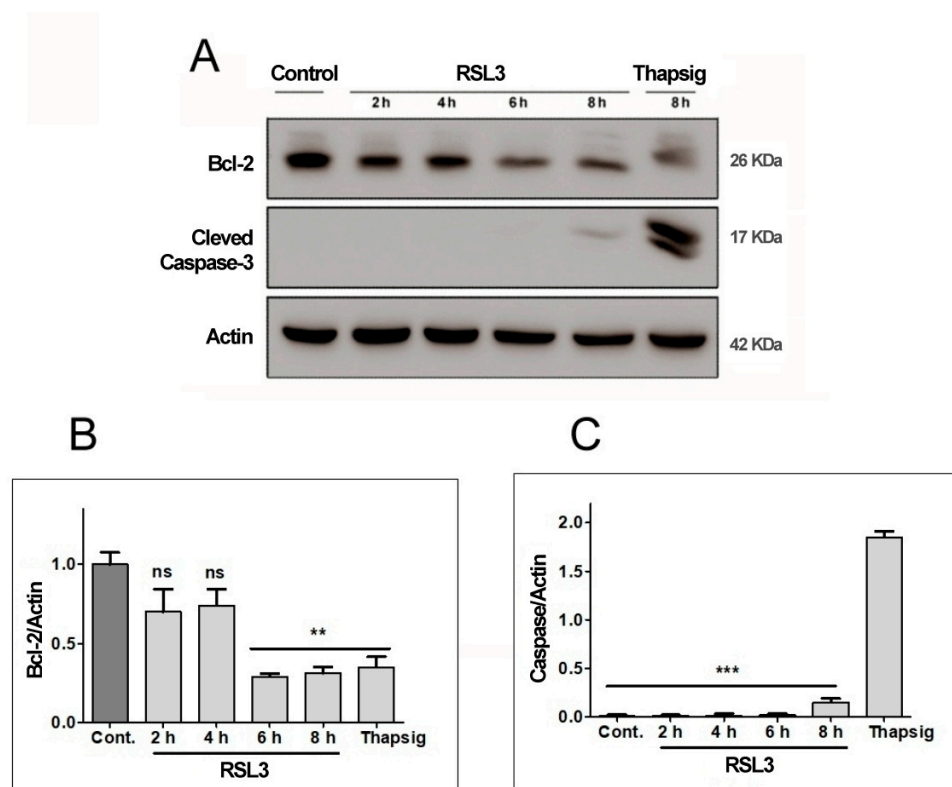 A
Control RSL3 Thapsig
2 h 4 h 6 h 8 h 8 h
Bcl-2 26 KDa
Cleved
Caspase-3 17 KDa
Actin 42 KDa
B
Bcl-2/Actin
1.0
0.5
0.0
ns ns **
Cont. 2 h 4 h 6 h 8 h Thapsig
RSL3
C
Caspase/Actin
2.0
1.5
1.0
0.5
0.0
***
Cont. 2 h 4 h 6 h 8 h Thapsig
RSL3